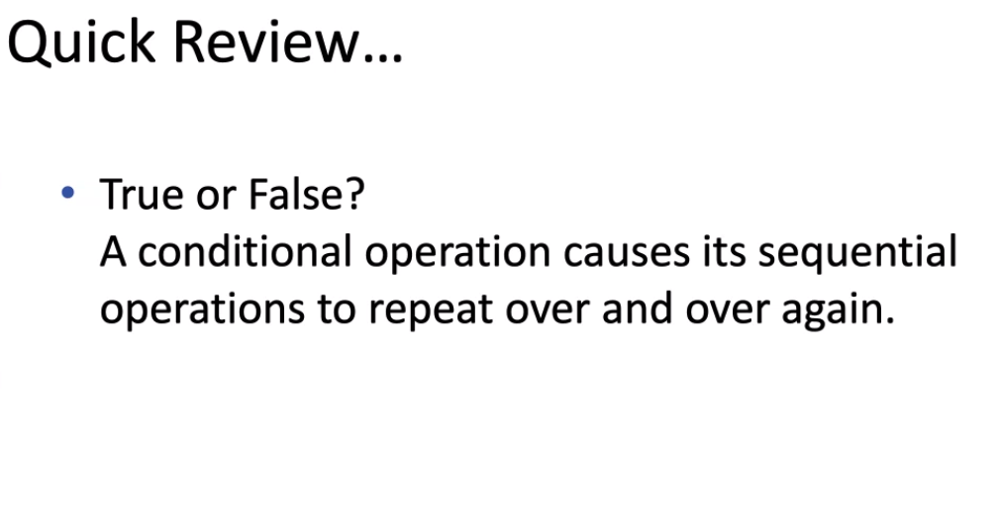 Quick Review...
• True or False?
A conditional operation causes its sequential
operations to repeat over and over again.